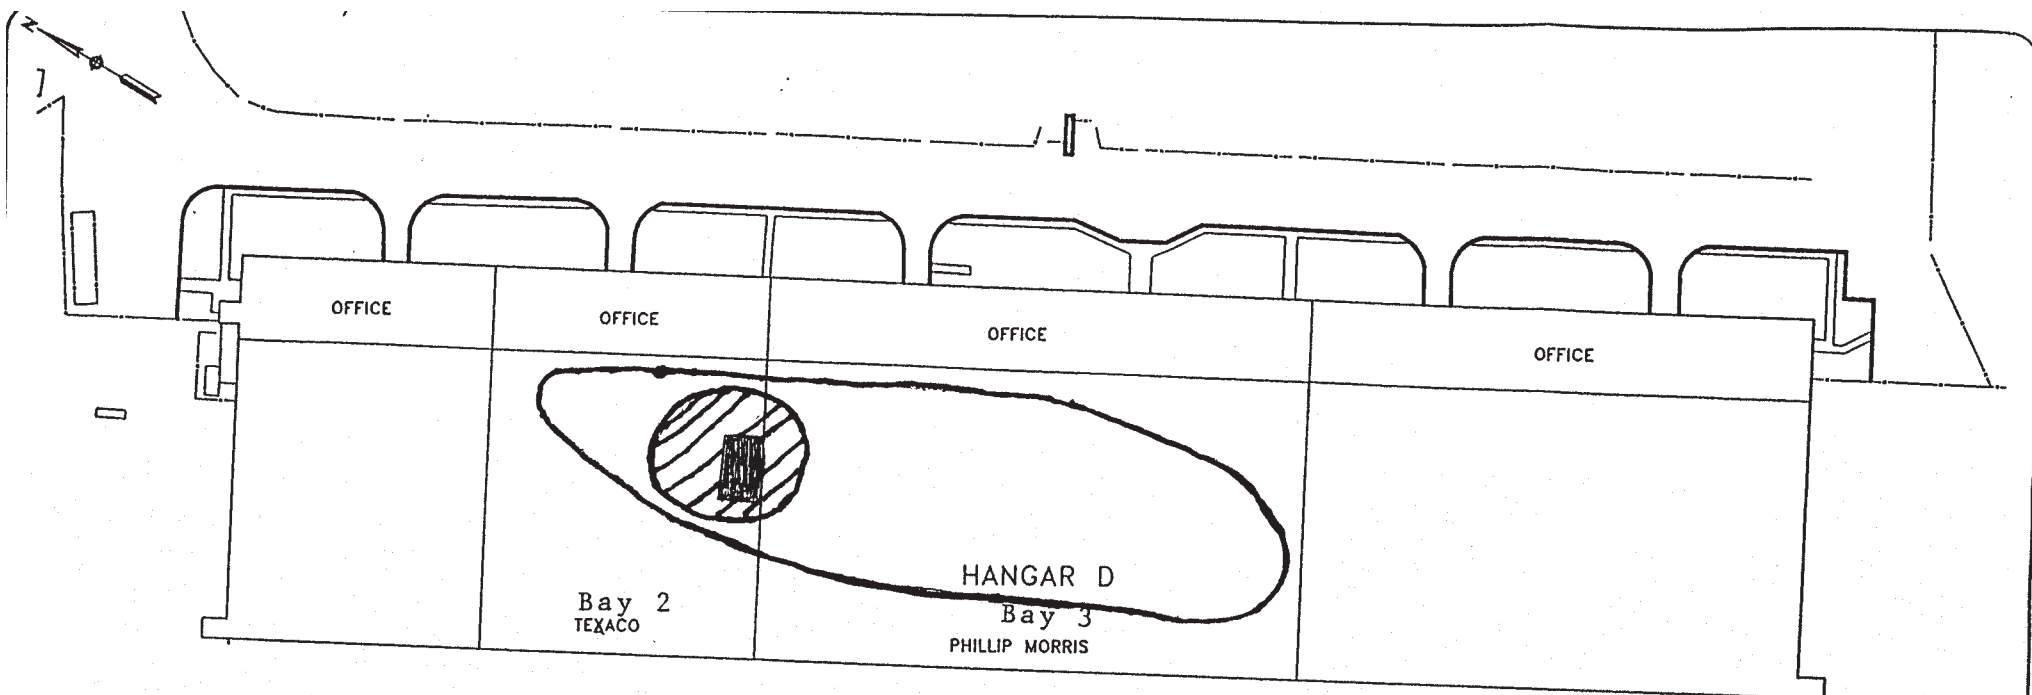 N
OFFICE
OFFICE
OFFICE
OFFICE
HANGAR D
Bay 2
TEXACO
Bay 3
PHILLIP MORRIS